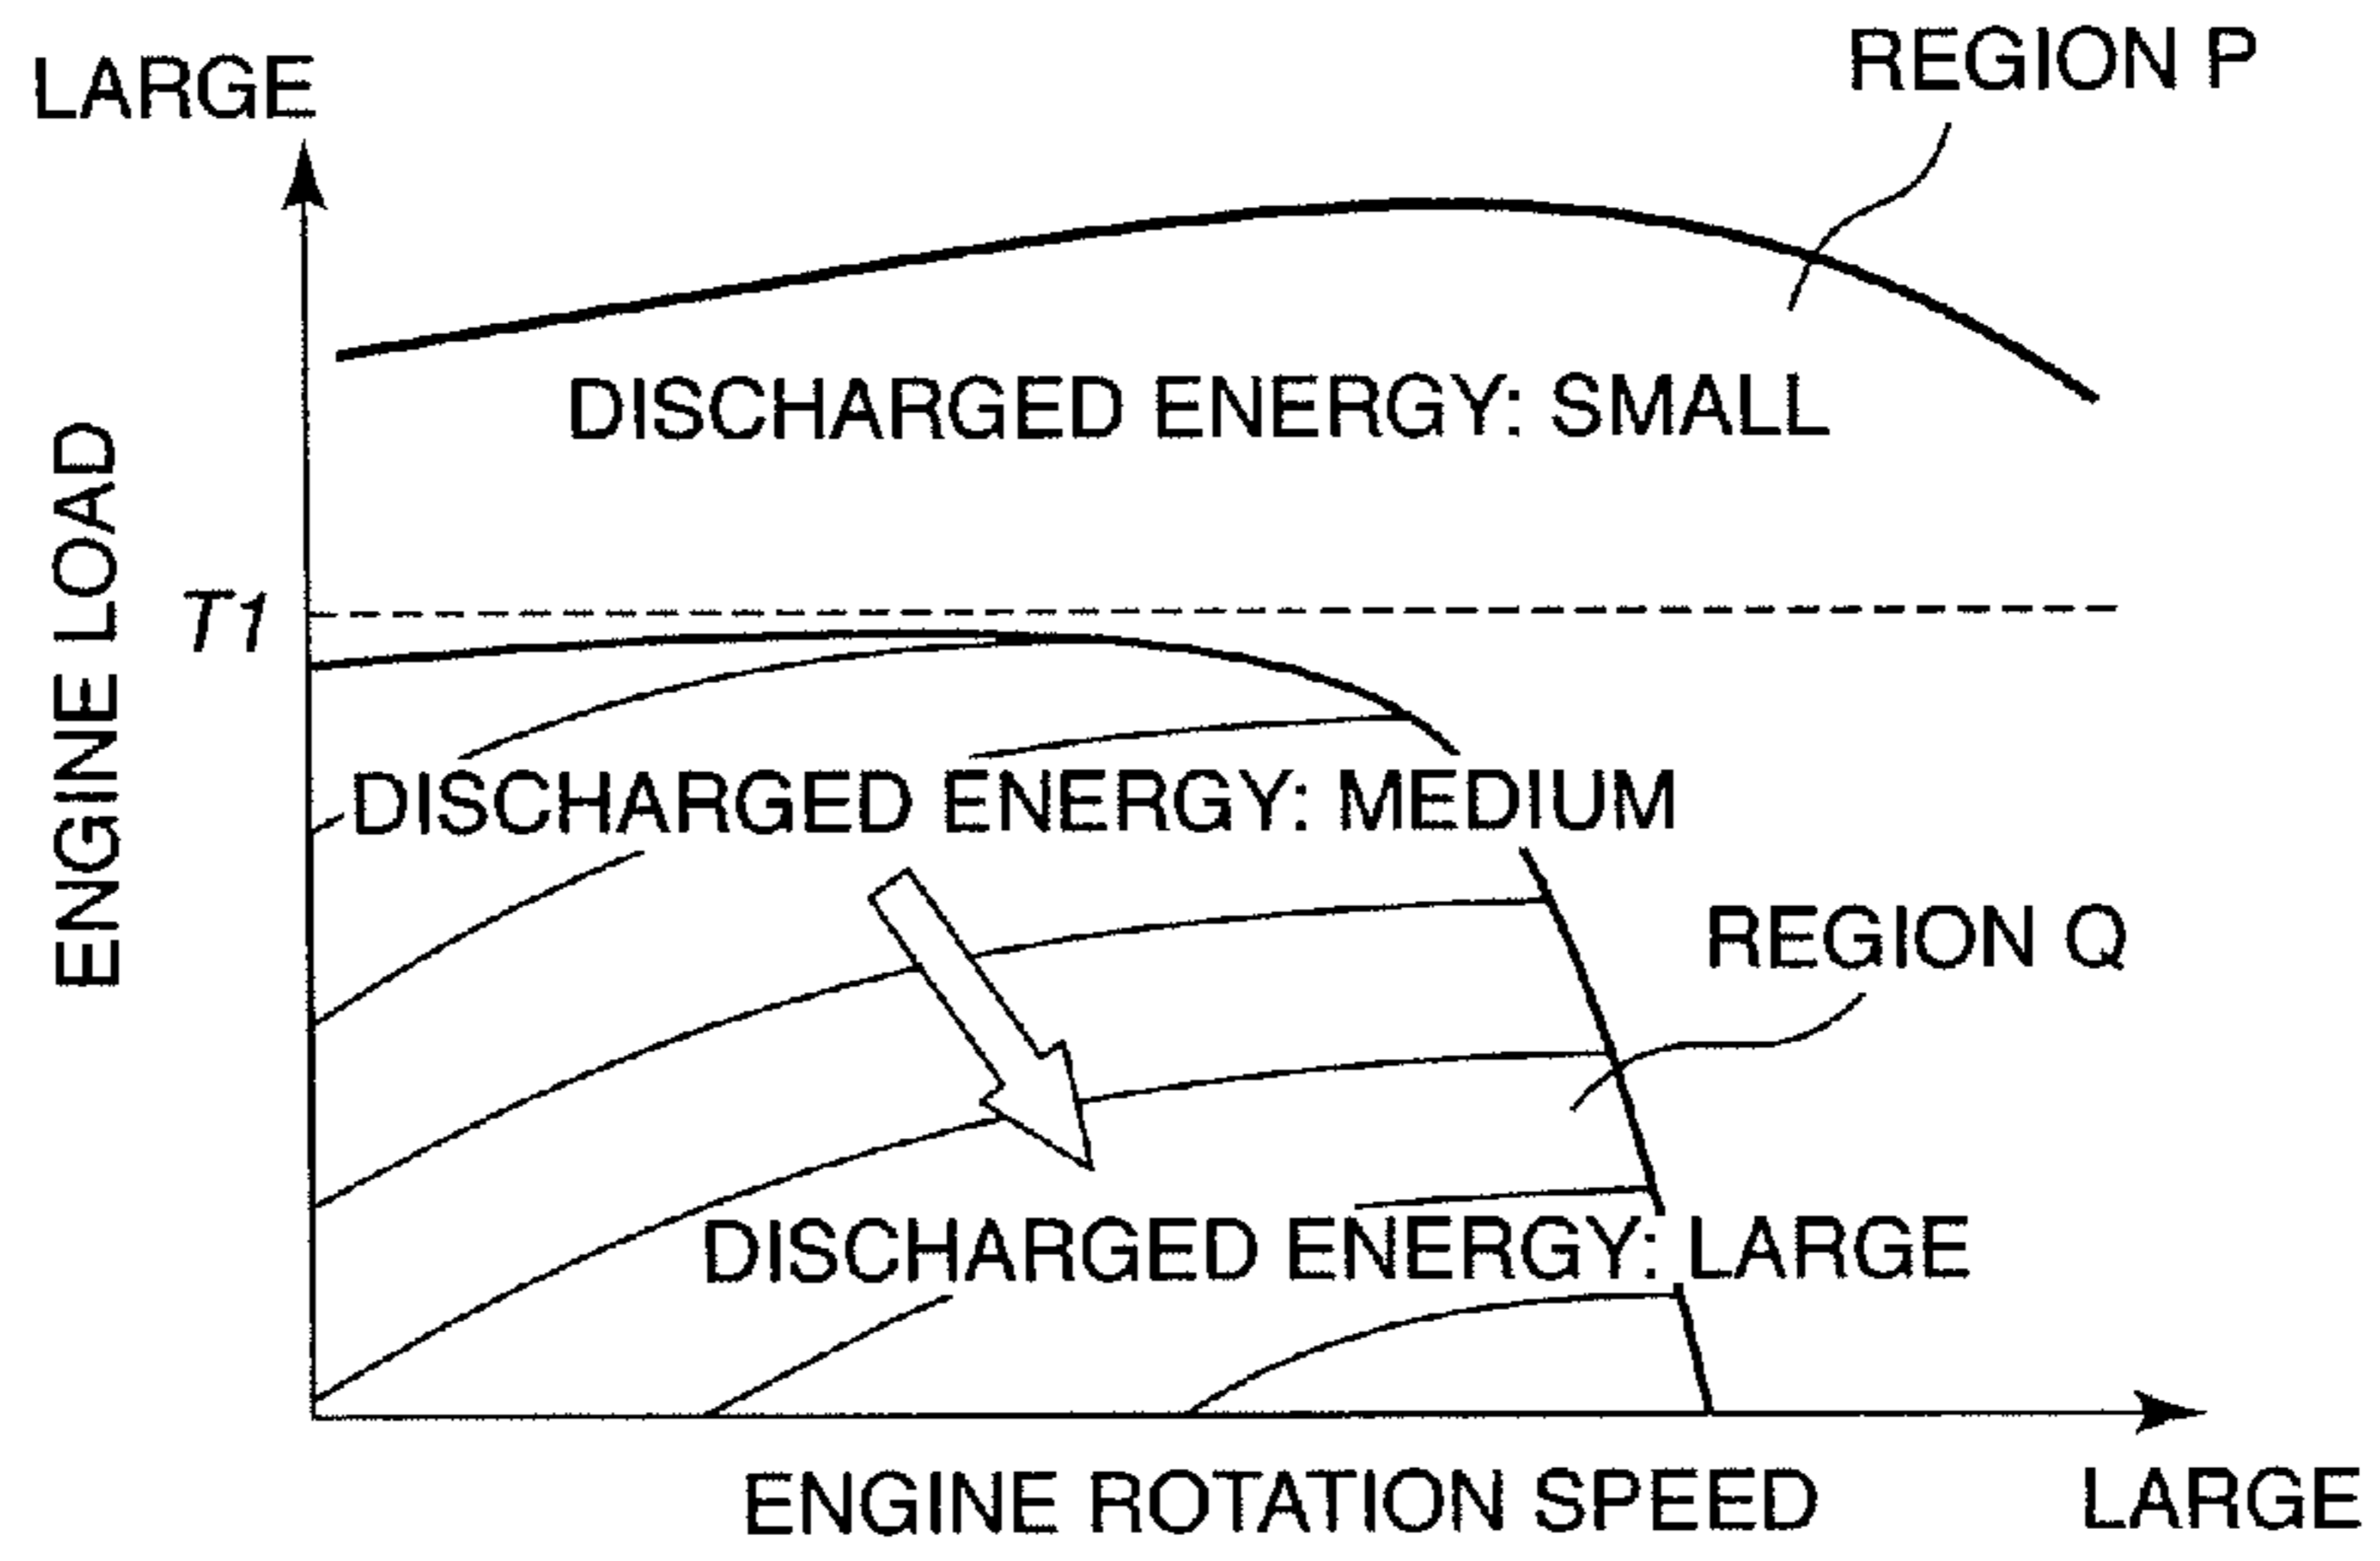 LARGE
REGION P
DISCHARGED ENERGY: SMALL
ENGINE LOAD
T1
DISCHARGED ENERGY: MEDIUM
REGION Q
DISCHARGED ENERGY: LARGE
ENGINE ROTATION SPEED
LARGE